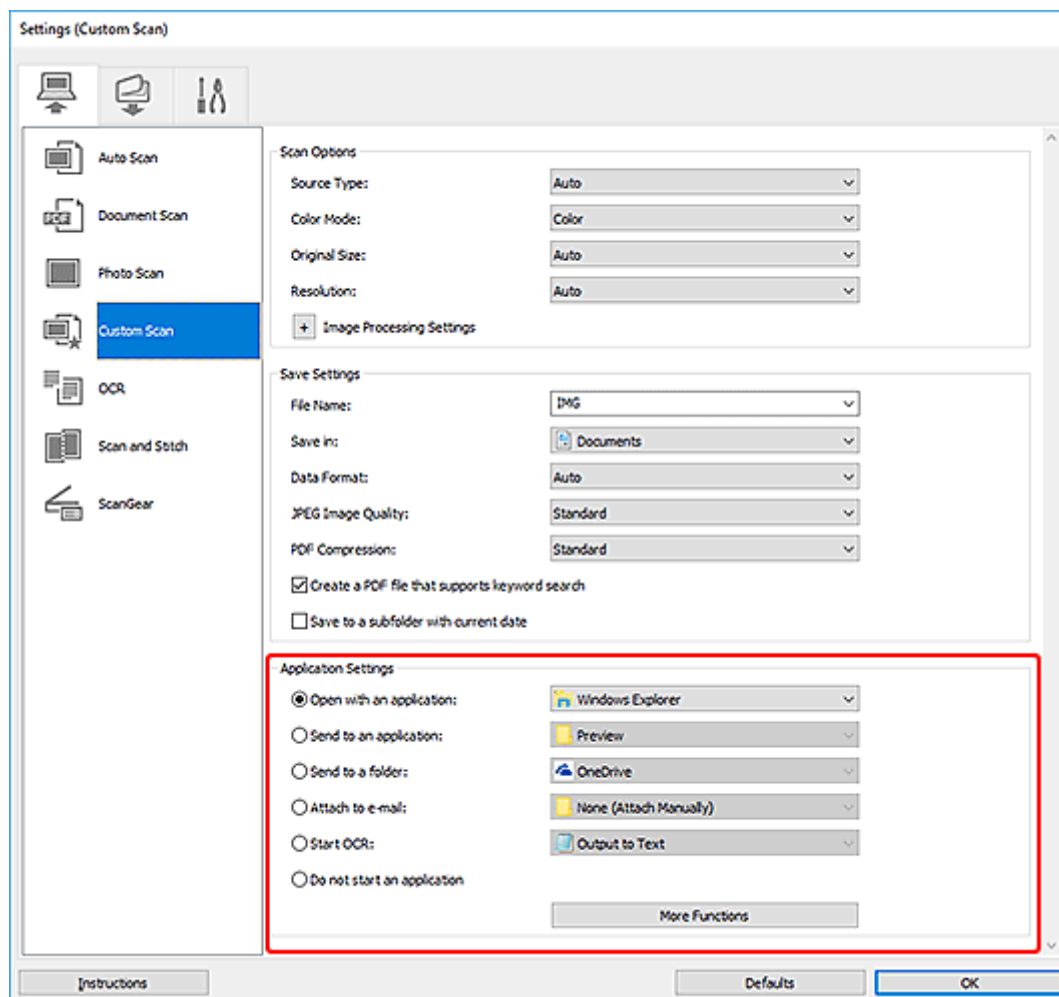 Settings (Custom Scan)
Auto Scan
Document Scan
Photo Scan
Custom Scan
OCR
Scan and Stitch
ScanGear
Scan Options
Source Type: Auto
Color Mode: Color
Original Size: Auto
Resolution: Auto
+ Image Processing Settings
Save Settings
File Name: IMG
Save in: Documents
Data Format: Auto
JPEG Image Quality: Standard
PDF Compression: Standard
Create a PDF file that supports keyword search
Save to a subfolder with current date
Application Settings
Open with an application: Windows Explorer
Send to an application: Preview
Send to a folder: OneDrive
Attach to e-mail: None (Attach Manually)
Start OCR: Output to Text
Do not start an application
More Functions
Instructions Defaults OK